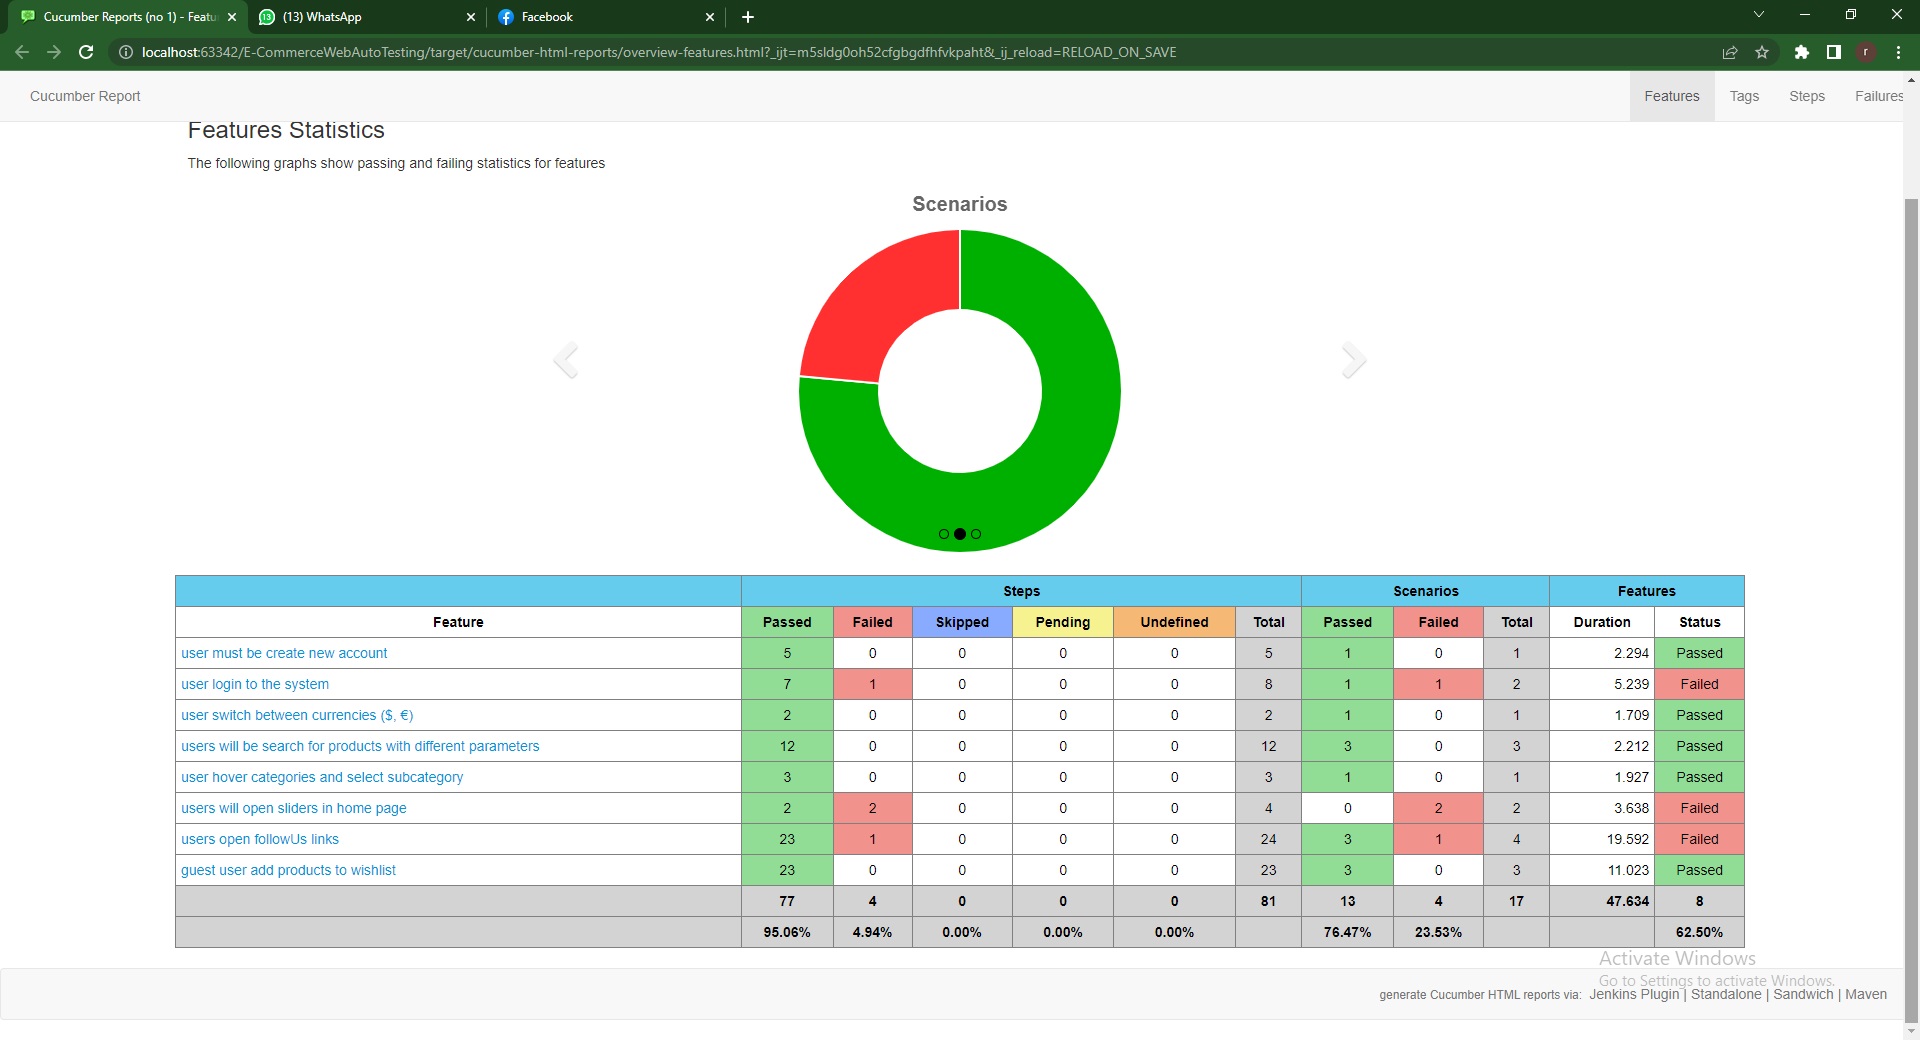 Cucumber Reports (no 1) - Featu
(13) WhatsApp
Facebook
localhost:63342/E-CommerceWebAutoTesting/target/cucumber-html-reports/overview-features.html?_ijt=m5sldg0oh52cfgbgdfhfvkpaht&_ij_reload=RELOAD_ON_SAVE
Cucumber Report Features Tags Steps Failures
Features Statistics
The following graphs show passing and failing statistics for features
Scenarios
Steps Scenarios Features
Feature Passed Failed Skipped Pending Undefined Total Passed Failed Total Duration Status
user must be create new account 5 0 0 0 0 5 1 0 1 2.294 Passed
user login to the system 7 1 0 0 0 8 1 1 2 5.239 Failed
user switch between currencies ($, €) 2 0 0 0 0 2 1 0 1 1.709 Passed
users will be search for products with different parameters 12 0 0 0 0 12 3 0 3 2.212 Passed
user hover categories and select subcategory 3 0 0 0 0 3 1 0 1 1.927 Passed
users will open sliders in home page 2 2 0 0 0 4 0 2 2 3.638 Failed
users open followUs links 23 1 0 0 0 24 3 1 4 19.592 Failed
guest user add products to wishlist 23 0 0 0 0 23 3 0 3 11.023 Passed
77 4 0 0 0 81 13 4 17 47.634 8
95.06% 4.94% 0.00% 0.00% 0.00% 76.47% 23.53% 62.50%
Activate Windows
Go to Settings to activate Windows.
generate Cucumber HTML reports via: Jenkins Plugin | Standalone | Sandwich | Maven